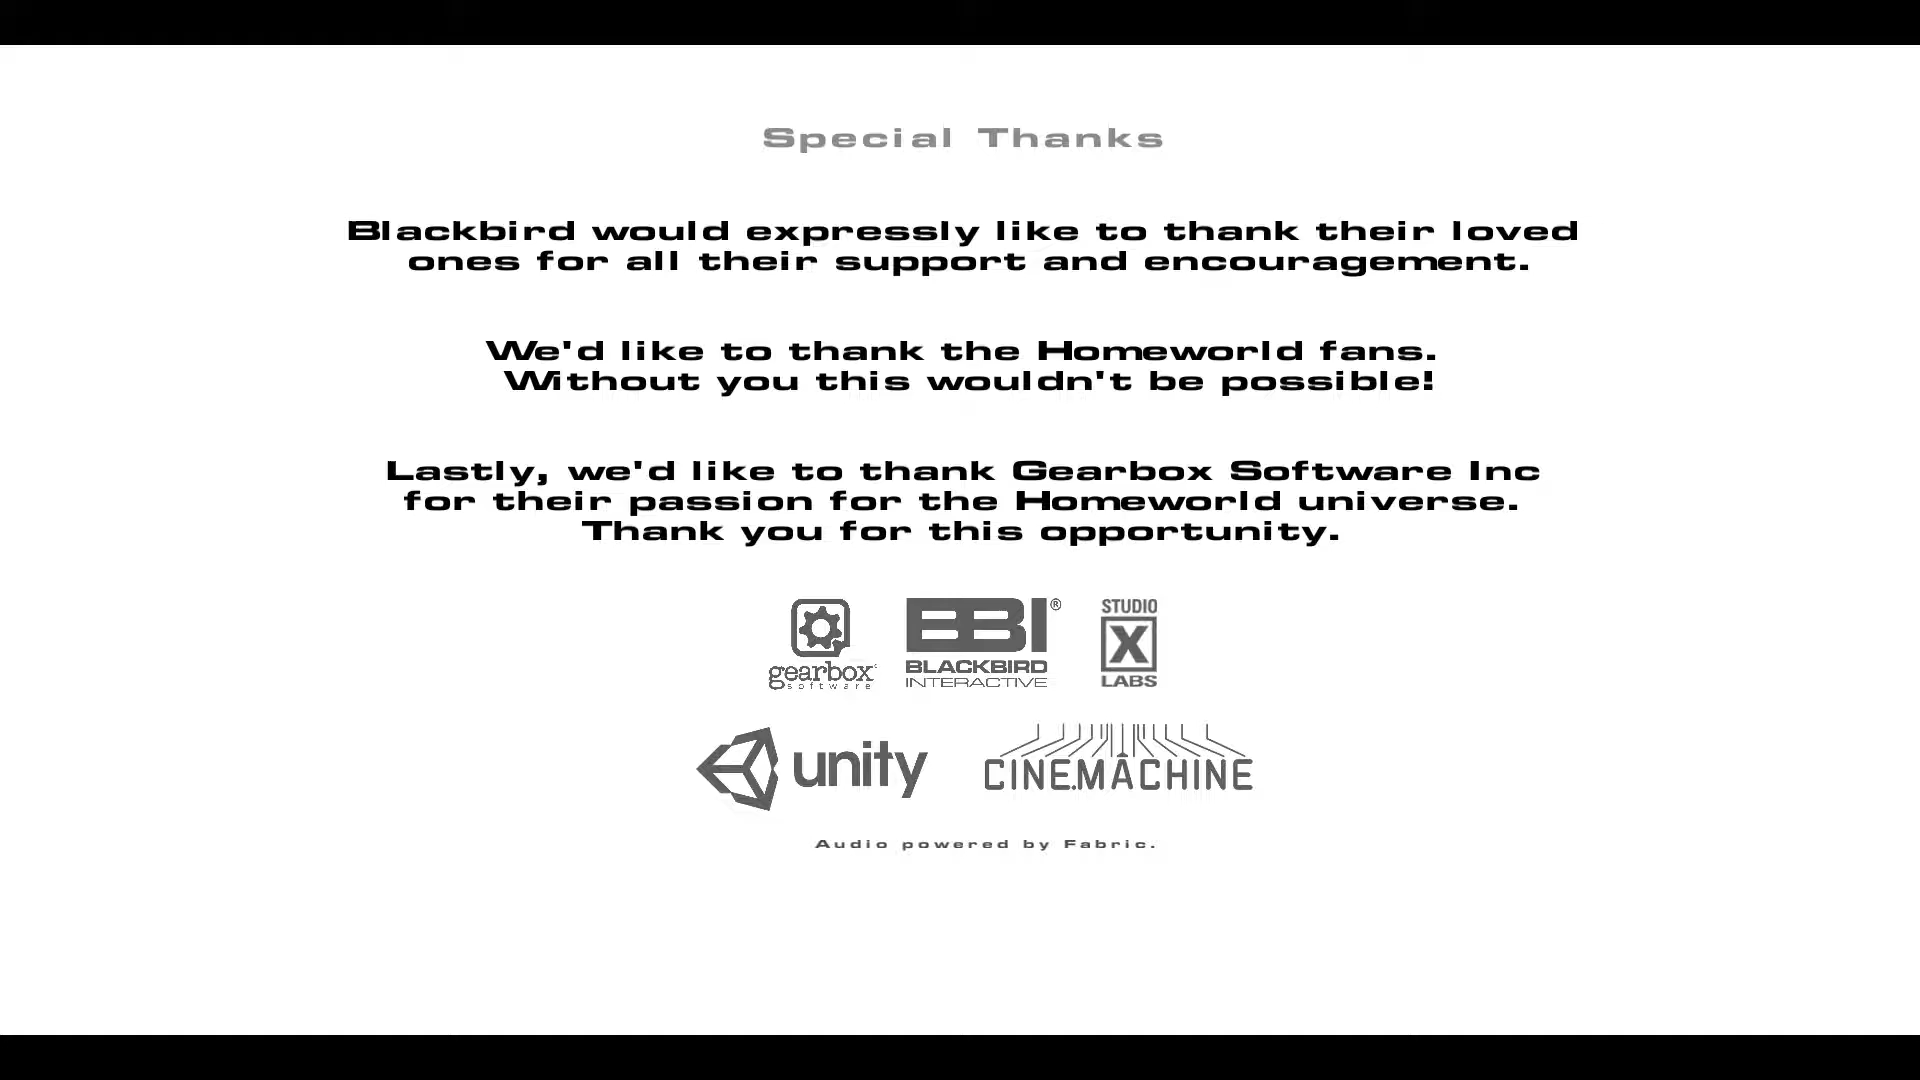 Special Thanks
Blackbird would expressly like to thank their loved
ones for all their support and encouragement.
We'd like to thank the Homeworld fans.
Without you this wouldn't be possible!
Lastly, we'd like to thank Gearbox Software Inc
for their passion for the Homeworld universe.
Thank you for this opportunity.
gearbox
software
BBI®
BLACKBIRD
INTERACTIVE
STUDIO
X
LABS
unity
CINEMACHINE
Audio powered by Fabric.